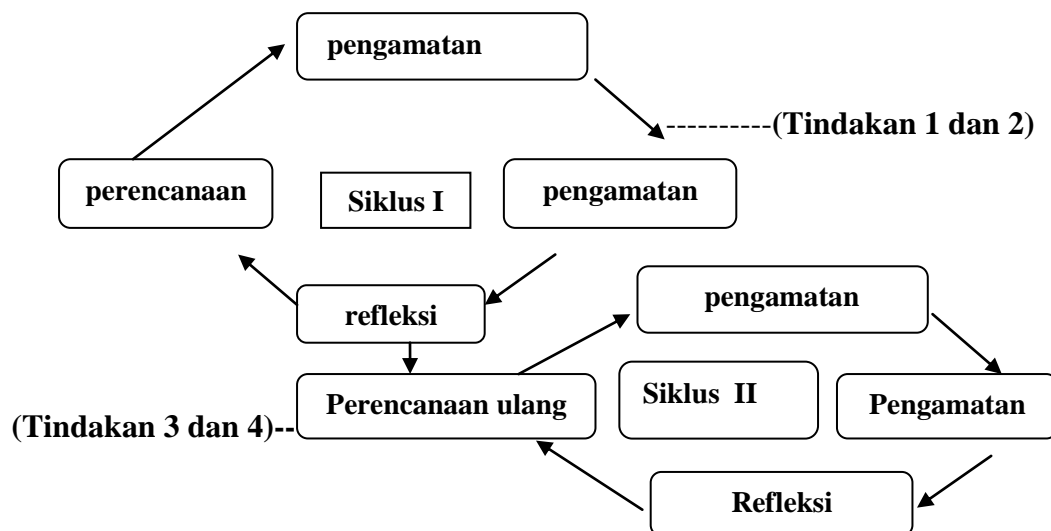 pengamatan
----------(Tindakan 1 dan 2)
perencanaan
Siklus I
pengamatan
refleksi
pengamatan
Perencanaan ulang
Siklus II
Pengamatan
(Tindakan 3 dan 4)--
Refleksi